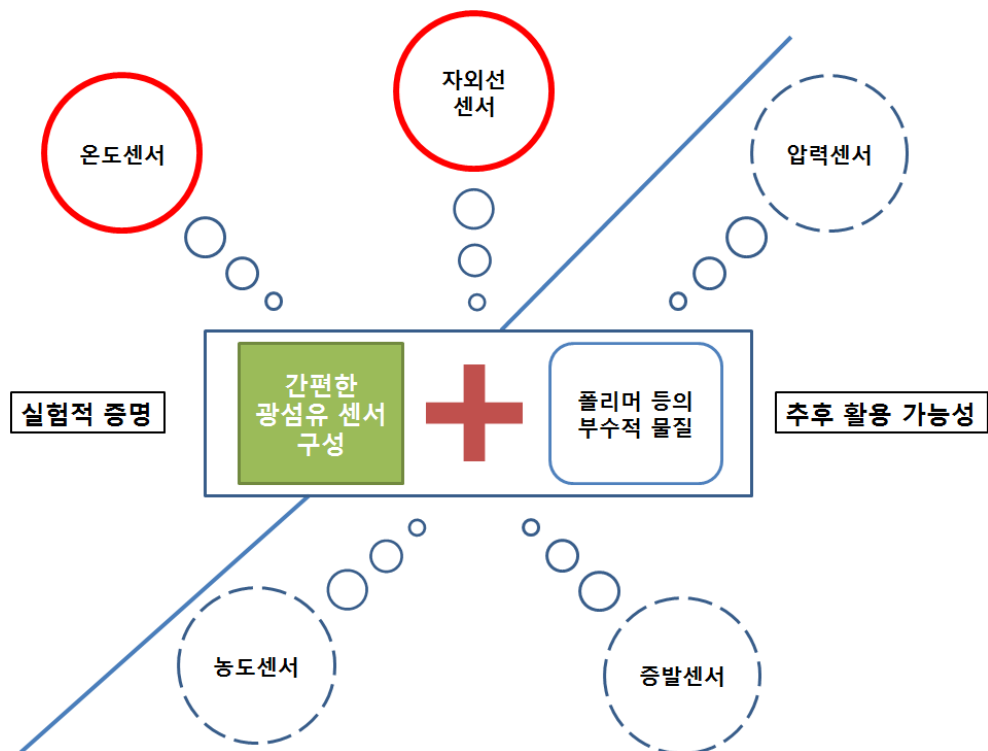 자외선
센서
온도센서
압력센서
간편한
광섬유 센서
구성
폴리머 등의
부수적 물질
실험적 증명
추후 활용 가능성
농도센서
증발센서